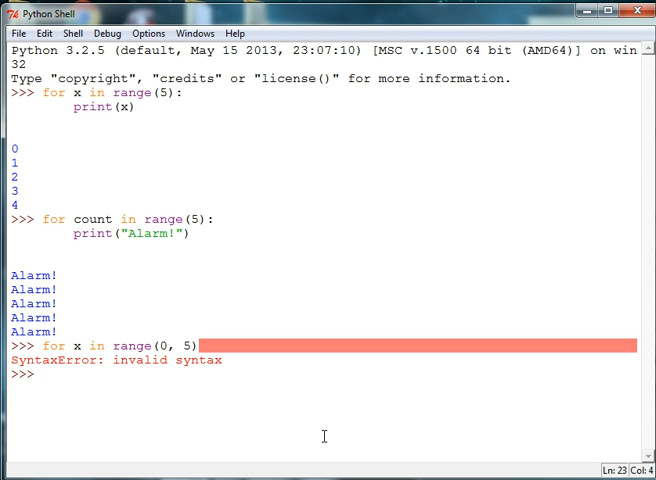 Python Shell
File Edit Shell Debug Options Windows Help
Python 3.2.5 (default, May 15 2013, 23:07:10) [MSC v.1500 64 bit (AMD64)] on win
32
Type "copyright", "credits" or "license()" for more information.
>>> for x in range(5):
        print(x)
0
1
2
3
4
>>> for count in range(5):
        print("Alarm!")
Alarm!
Alarm!
Alarm!
Alarm!
Alarm!
>>> for x in range(0, 5)
SyntaxError: invalid syntax
>>>
Ln: 23 Col: 4